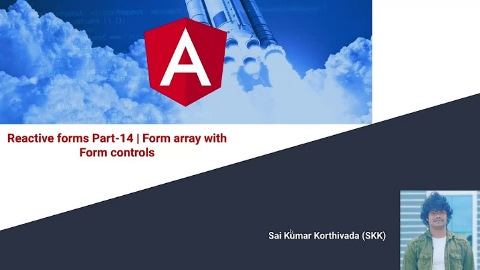 A
Reactive forms Part-14 | Form array with
Form controls
Sai Kumar Korthivada (SKK)